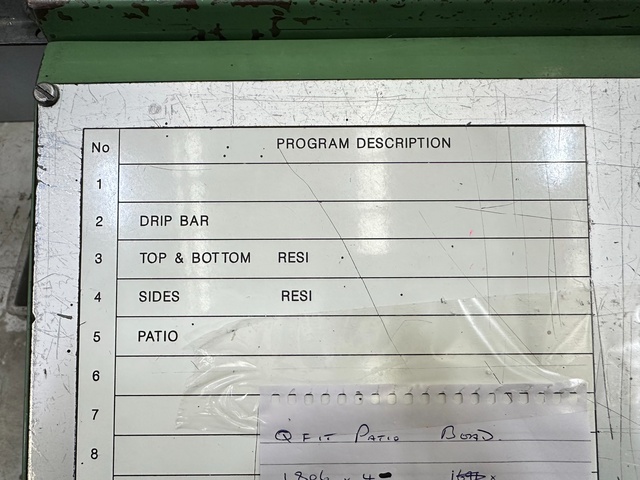 No PROGRAM DESCRIPTION
1
2 DRIP BAR
3 TOP & BOTTOM RESI
4 SIDES RESI
5 PATIO
6
7
8
QFIT PATIO BOARD.